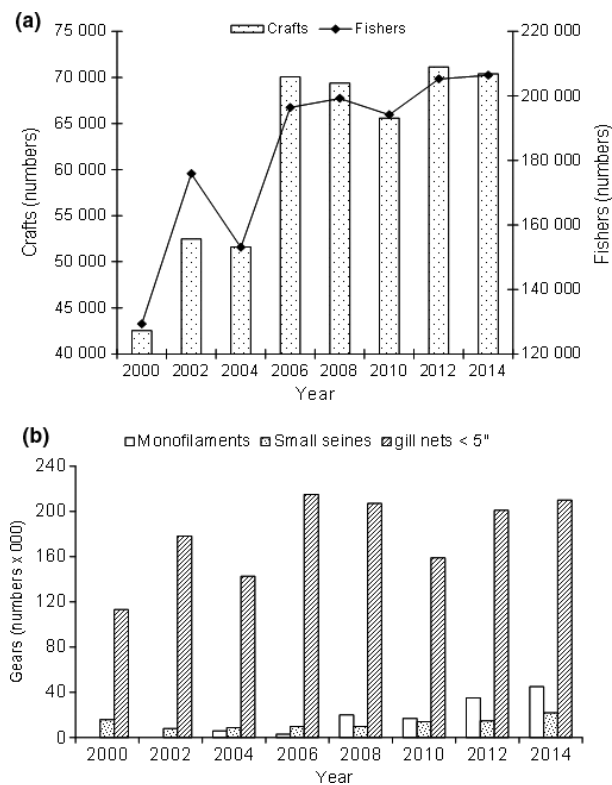 (a)
Crafts Fishers
75 000
70 000
65 000
60 000
55 000
50 000
45 000
40 000
Crafts (numbers)
220 000
200 000
180 000
160 000
140 000
120 000
Fishers (numbers)
2000 2002 2004 2006 2008 2010 2012 2014
Year
(b)
Monofilaments Small seines gill nets < 5"
240
200
160
120
80
40
0
Gears (numbers x 000)
2000 2002 2004 2006 2008 2010 2012 2014
Year